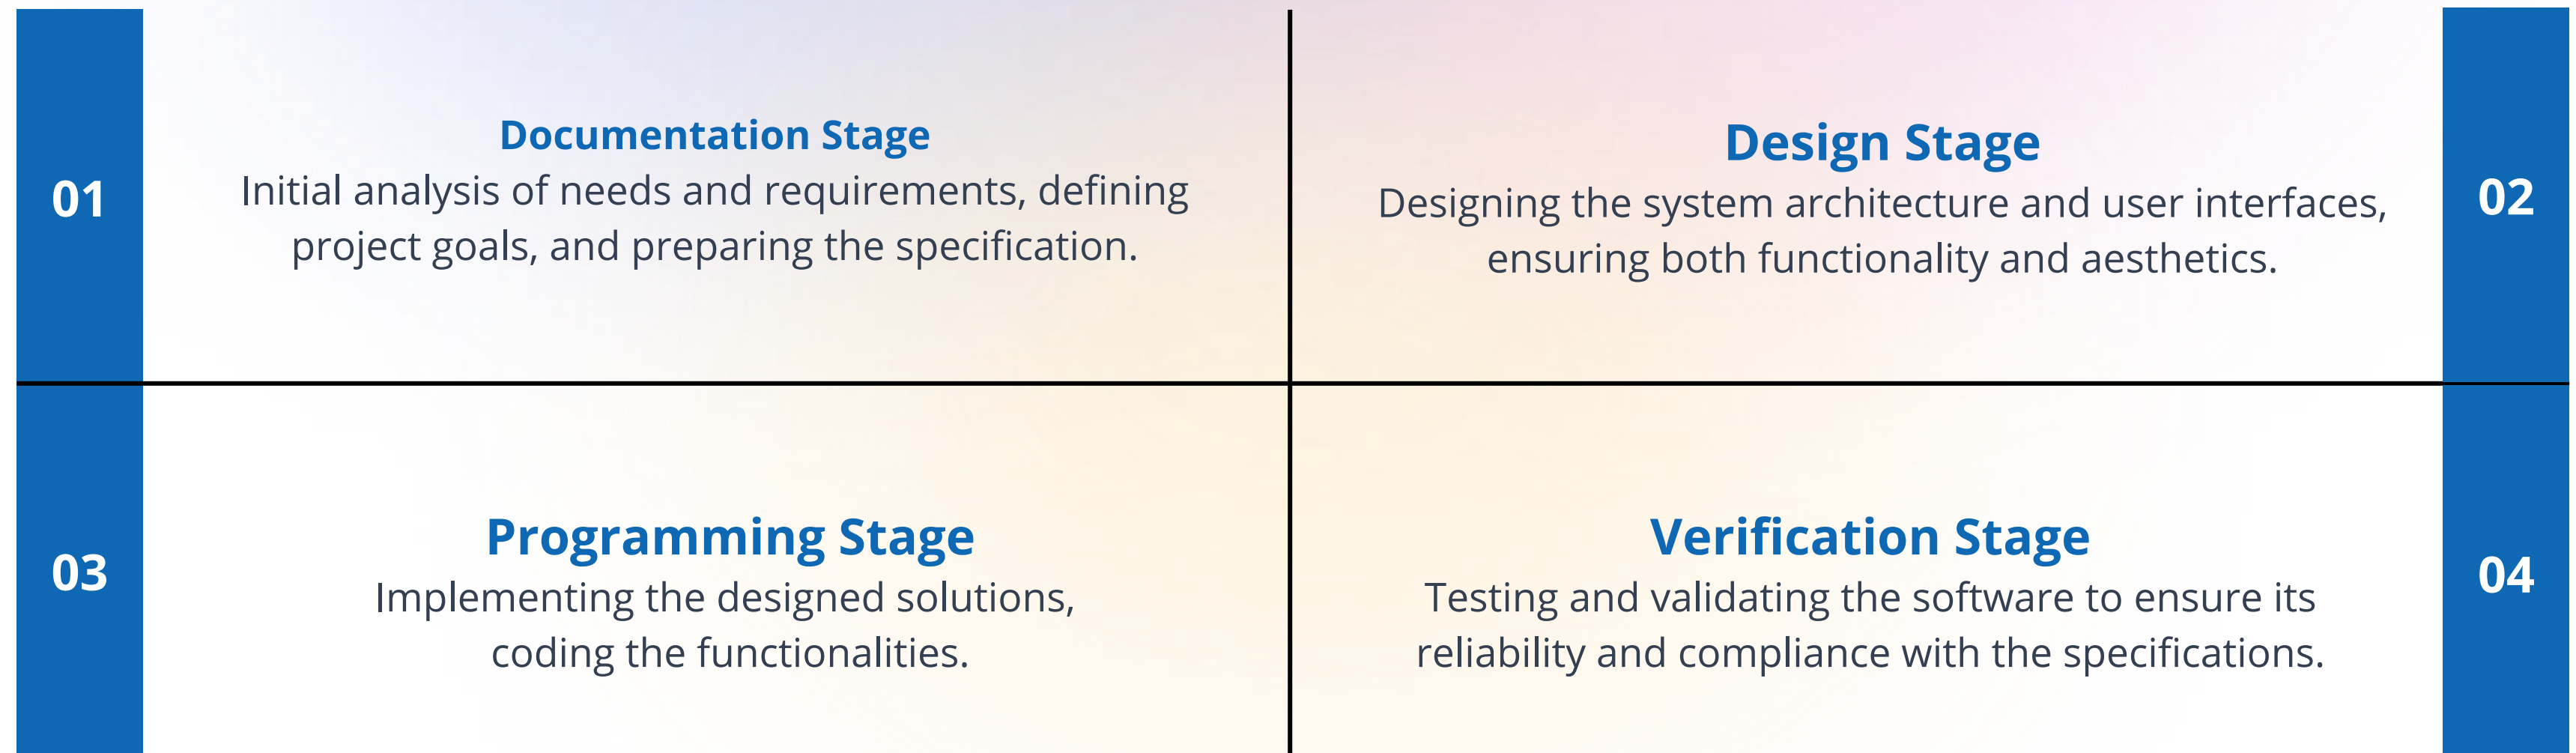 01
Documentation Stage
Initial analysis of needs and requirements, defining
project goals, and preparing the specification.
Design Stage
Designing the system architecture and user interfaces,
ensuring both functionality and aesthetics.
02
03
Programming Stage
Implementing the designed solutions,
coding the functionalities.
Verification Stage
Testing and validating the software to ensure its
reliability and compliance with the specifications.
04